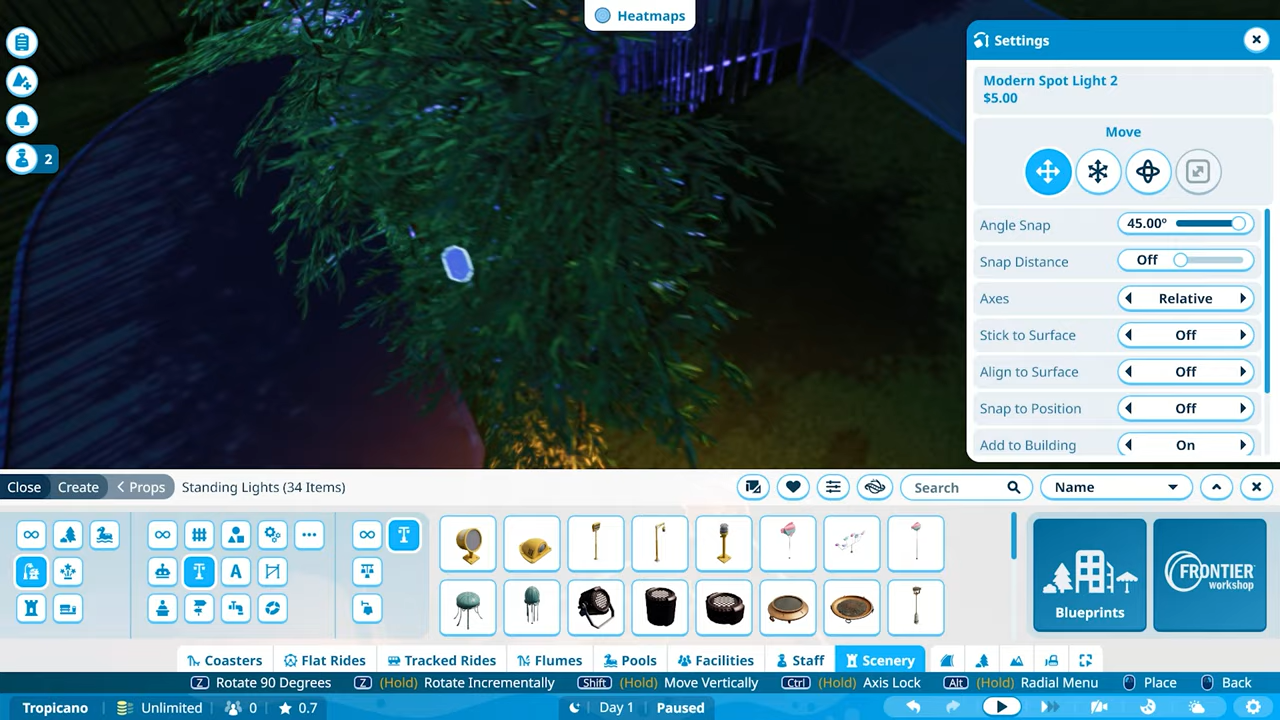 Heatmaps
2
Settings
Modern Spot Light 2
$5.00
Move
Angle Snap 45.00°
Snap Distance Off
Axes Relative
Stick to Surface Off
Align to Surface Off
Snap to Position Off
Add to Building On
Close Create Props Standing Lights (34 Items) Search Name
Blueprints
FRONTIER
workshop
Coasters Flat Rides Tracked Rides Flumes Pools Facilities Staff Scenery
Z Rotate 90 Degrees Z (Hold) Rotate Incrementally Shift (Hold) Move Vertically Ctrl (Hold) Axis Lock Alt (Hold) Radial Menu Place Back
Tropicano Unlimited 0 0.7 Day 1 Paused